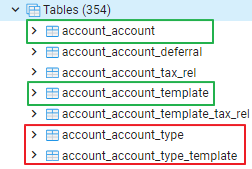 Tables (354)
account_account
account_account_deferral
account_account_tax_rel
account_account_template
account_account_template_tax_rel
account_account_type
account_account_type_template